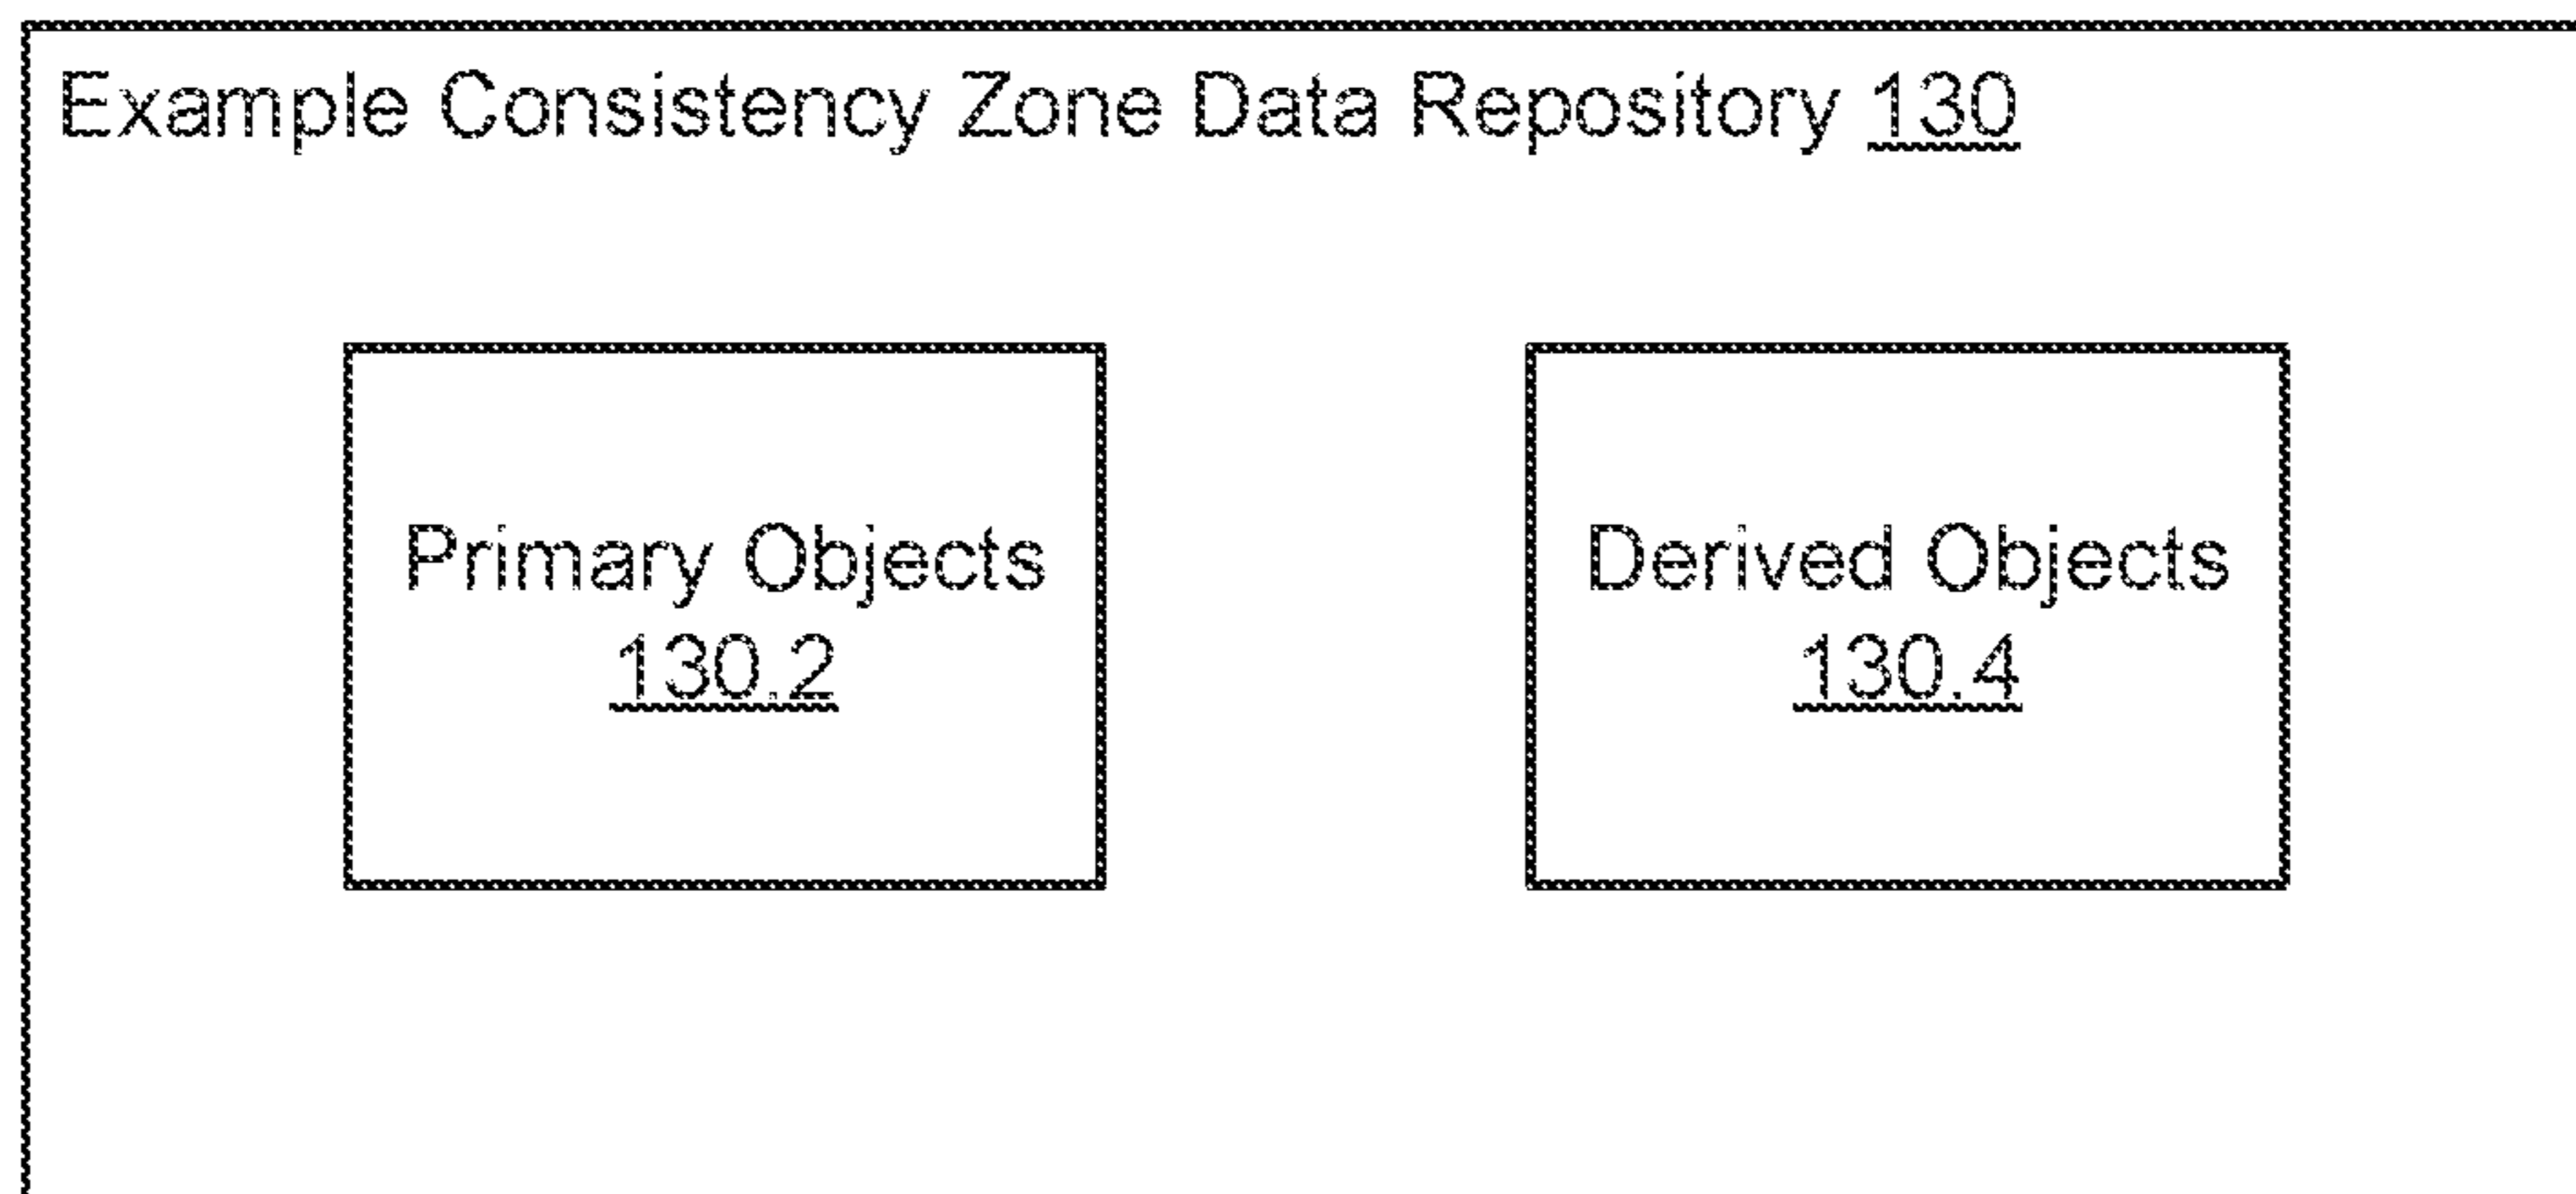 Example Consistency Zone Data Repository 130
Primary Objects
130.2
Derived Objects
130.4